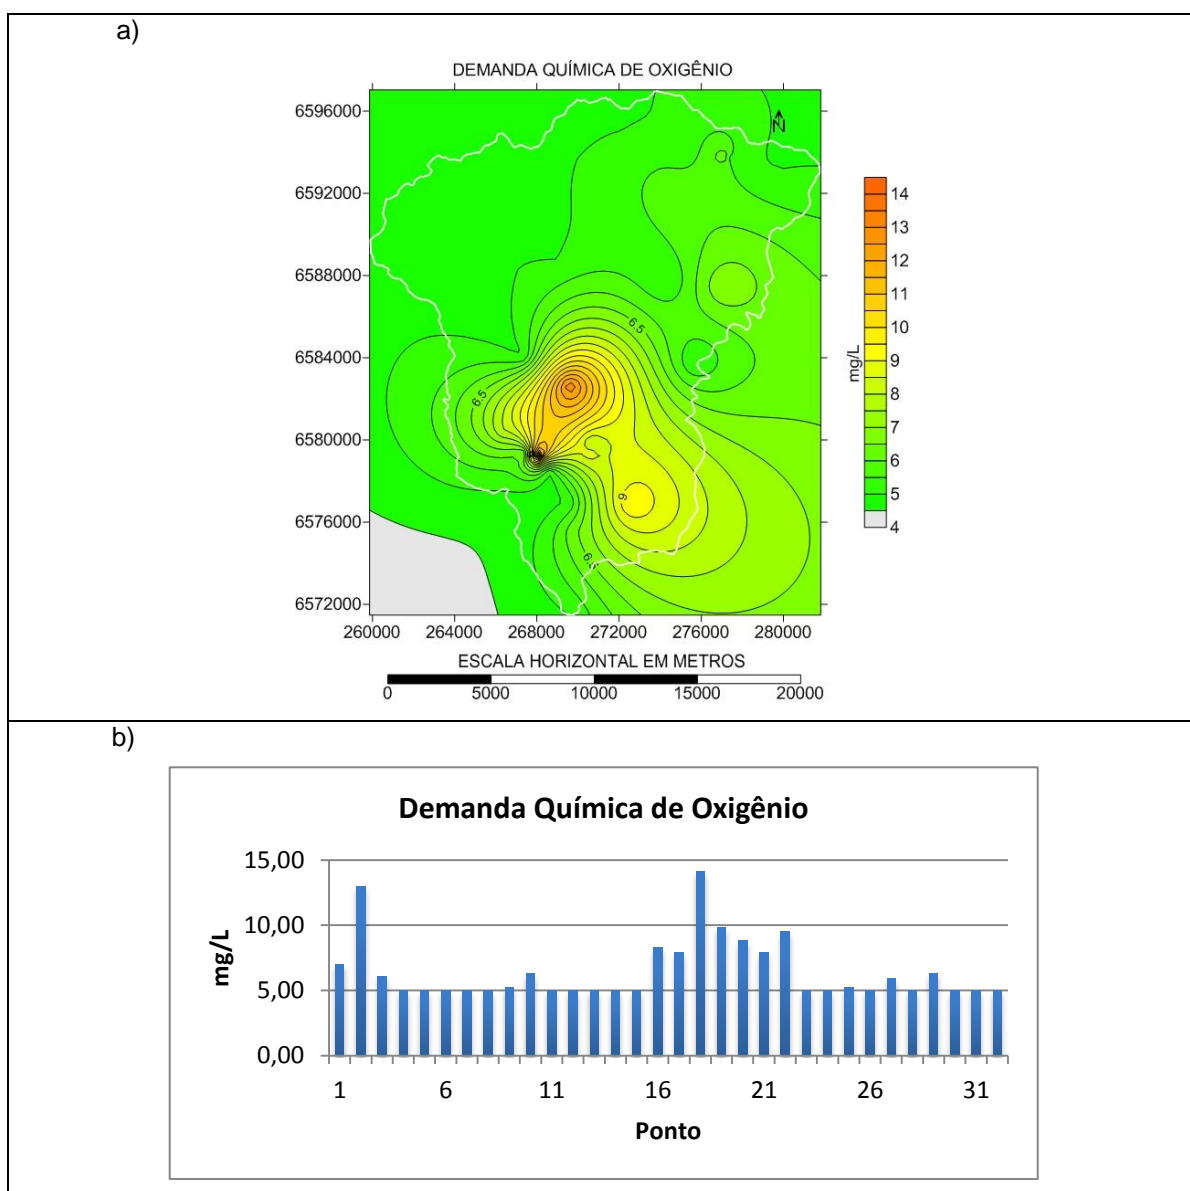 a)
DEMANDA QUÍMICA DE OXIGÊNIO
6596000
6592000
6588000
6584000
6580000
6576000
6572000
260000 264000 268000 272000 276000 280000
N
6.5
6.5
9
6.5
14
13
12
11
10
9
8
7
6
5
4
mg/L
ESCALA HORIZONTAL EM METROS
0 5000 10000 15000 20000
b)
Demanda Química de Oxigênio
15,00
10,00
5,00
0,00
mg/L
1 6 11 16 21 26 31
Ponto